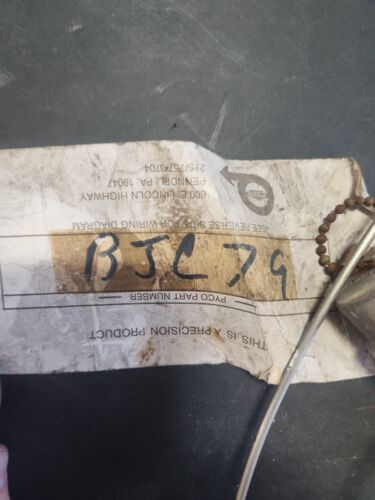 THIS IS A PRECISION PRODUCT
PYCO PART NUMBER
BJC79
SEE REVERSE SIDE FOR WIRING DIAGRAM
600 E. LINCOLN HIGHWAY
PENNDEL, PA. 19047
215/757-3704